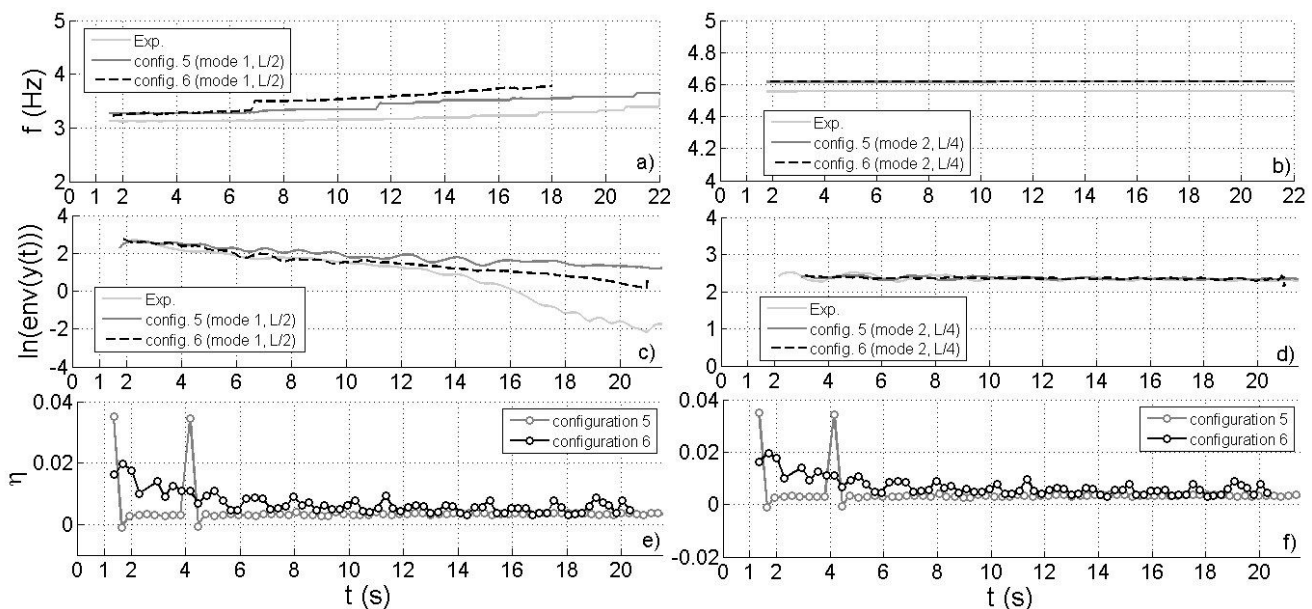 5
4
3
2
f (Hz)
Exp.
config. 5 (mode 1, L/2)
config. 6 (mode 1, L/2)
a)
0 1 2 4 6 8 10 12 14 16 18 20 22
5
4.8
4.6
4.4
4.2
4
Exp.
config. 5 (mode 2, L/4)
config. 6 (mode 2, L/4)
b)
0 1 2 4 6 8 10 12 14 16 18 20 22
4
2
0
-2
-4
ln(env(y(t)))
Exp.
config. 5 (mode 1, L/2)
config. 6 (mode 1, L/2)
c)
0 1 2 4 6 8 10 12 14 16 18 20
4
3
2
1
0
Exp.
config. 5 (mode 2, L/4)
config. 6 (mode 2, L/4)
d)
0 1 2 4 6 8 10 12 14 16 18 20
0.04
0.02
0
η
configuration 5
configuration 6
e)
0 1 2 4 6 8 10 12 14 16 18 20
t (s)
0.04
0.02
0
-0.02
configuration 5
configuration 6
f)
0 1 2 4 6 8 10 12 14 16 18 20
t (s)